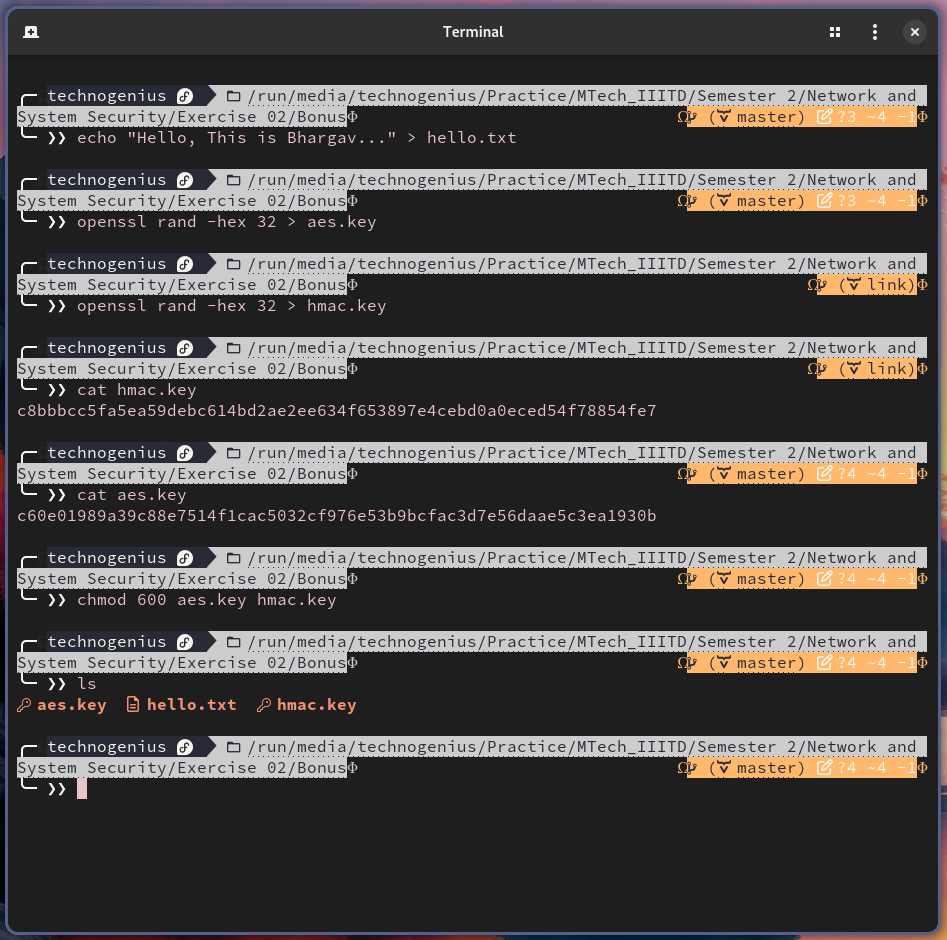 Terminal
technogenius /run/media/technogenius/Practice/MTech_IIITD/Semester 2/Network and
System Security/Exercise 02/BonusΦ Ω (master) ?3 ~4 -1Φ
❯❯ echo "Hello, This is Bhargav..." > hello.txt
technogenius /run/media/technogenius/Practice/MTech_IIITD/Semester 2/Network and
System Security/Exercise 02/BonusΦ Ω (master) ?3 ~4 -1Φ
❯❯ openssl rand -hex 32 > aes.key
technogenius /run/media/technogenius/Practice/MTech_IIITD/Semester 2/Network and
System Security/Exercise 02/BonusΦ Ω (link)Φ
❯❯ openssl rand -hex 32 > hmac.key
technogenius /run/media/technogenius/Practice/MTech_IIITD/Semester 2/Network and
System Security/Exercise 02/BonusΦ Ω (link)Φ
❯❯ cat hmac.key
c8bbbcc5fa5ea59debc614bd2ae2ee634f653897e4cebd0a0eced54f78854fe7
technogenius /run/media/technogenius/Practice/MTech_IIITD/Semester 2/Network and
System Security/Exercise 02/BonusΦ Ω (master) ?4 ~4 -1Φ
❯❯ cat aes.key
c60e01989a39c88e7514f1cac5032cf976e53b9bcfac3d7e56daae5c3ea1930b
technogenius /run/media/technogenius/Practice/MTech_IIITD/Semester 2/Network and
System Security/Exercise 02/BonusΦ Ω (master) ?4 ~4 -1Φ
❯❯ chmod 600 aes.key hmac.key
technogenius /run/media/technogenius/Practice/MTech_IIITD/Semester 2/Network and
System Security/Exercise 02/BonusΦ Ω (master) ?4 ~4 -1Φ
❯❯ ls
aes.key hello.txt hmac.key
technogenius /run/media/technogenius/Practice/MTech_IIITD/Semester 2/Network and
System Security/Exercise 02/BonusΦ Ω (master) ?4 ~4 -1Φ
❯❯